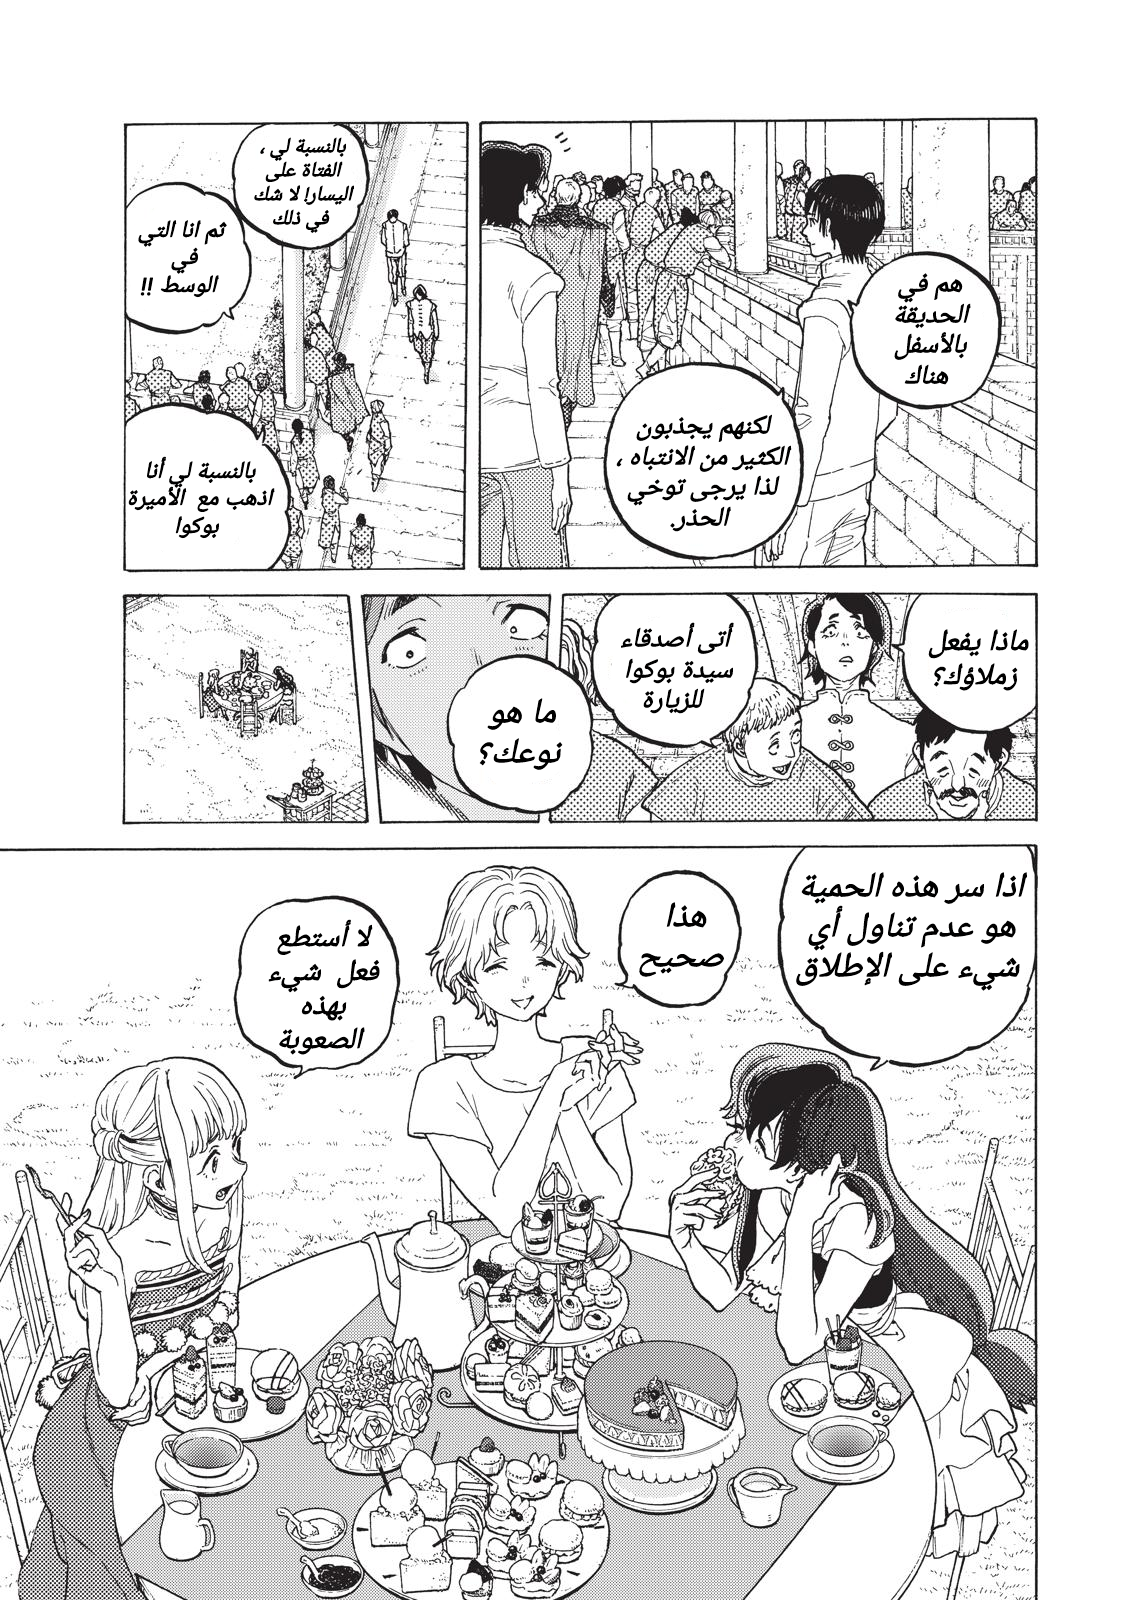 هم في
الحديقة
بالأسفل
هناك
لكنهم يجذبون
الكثير من الانتباه ،
لذا يرجى توخي
الحذر.
بالنسبة لي ،
الفتاة على
اليسار! لا شك
في ذلك
ثم انا التي
في
الوسط !!
بالنسبة لي أنا
اذهب مع الأميرة
بوكوا
ماذا يفعل
زملاؤك؟
أتى أصدقاء
سيدة بوكوا
للزيارة
ما هو
نوعك؟
اذا سر هذه الحمية
هو عدم تناول أي
شيء على الإطلاق
هذا
صحيح
لا أستطع
فعل شيء
بهذه
الصعوبة